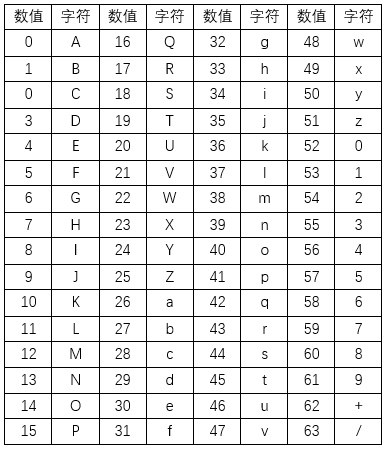 数值 字符 数值 字符 数值 字符 数值 字符
0 A 16 Q 32 g 48 w
1 B 17 R 33 h 49 x
0 C 18 S 34 i 50 y
3 D 19 T 35 j 51 z
4 E 20 U 36 k 52 0
5 F 21 V 37 l 53 1
6 G 22 W 38 m 54 2
7 H 23 X 39 n 55 3
8 I 24 Y 40 o 56 4
9 J 25 Z 41 p 57 5
10 K 26 a 42 q 58 6
11 L 27 b 43 r 59 7
12 M 28 c 44 s 60 8
13 N 29 d 45 t 61 9
14 O 30 e 46 u 62 +
15 P 31 f 47 v 63 /